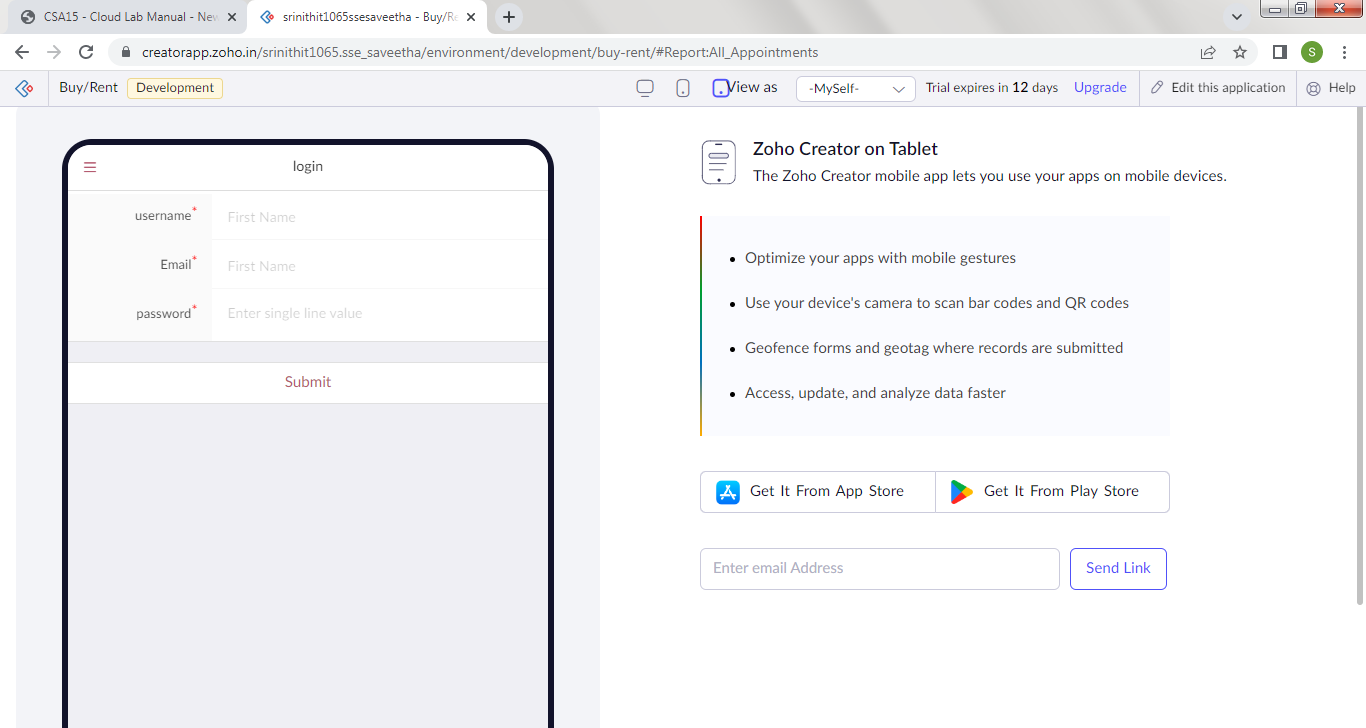 CSA15 - Cloud Lab Manual - New
srinithit1065ssesaveetha - Buy/Re
creatorapp.zoho.in/srinithit1065.sse_saveetha/environment/development/buy-rent/#Report:All_Appointments
S
Buy/Rent
Development
View as
-MySelf-
Trial expires in 12 days
Upgrade
Edit this application
Help
login
username*
First Name
Email*
First Name
password*
Enter single line value
Submit
Zoho Creator on Tablet
The Zoho Creator mobile app lets you use your apps on mobile devices.
Optimize your apps with mobile gestures
Use your device's camera to scan bar codes and QR codes
Geofence forms and geotag where records are submitted
Access, update, and analyze data faster
Get It From App Store
Get It From Play Store
Enter email Address
Send Link